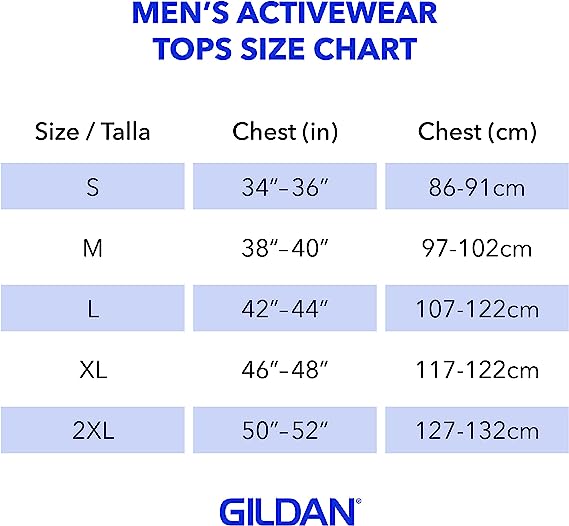 MEN’S ACTIVEWEAR
TOPS SIZE CHART
Size / Talla Chest (in) Chest (cm)
S 34”–36” 86-91cm
M 38”–40” 97-102cm
L 42”–44” 107-122cm
XL 46”–48” 117-122cm
2XL 50”–52” 127-132cm
GILDAN®